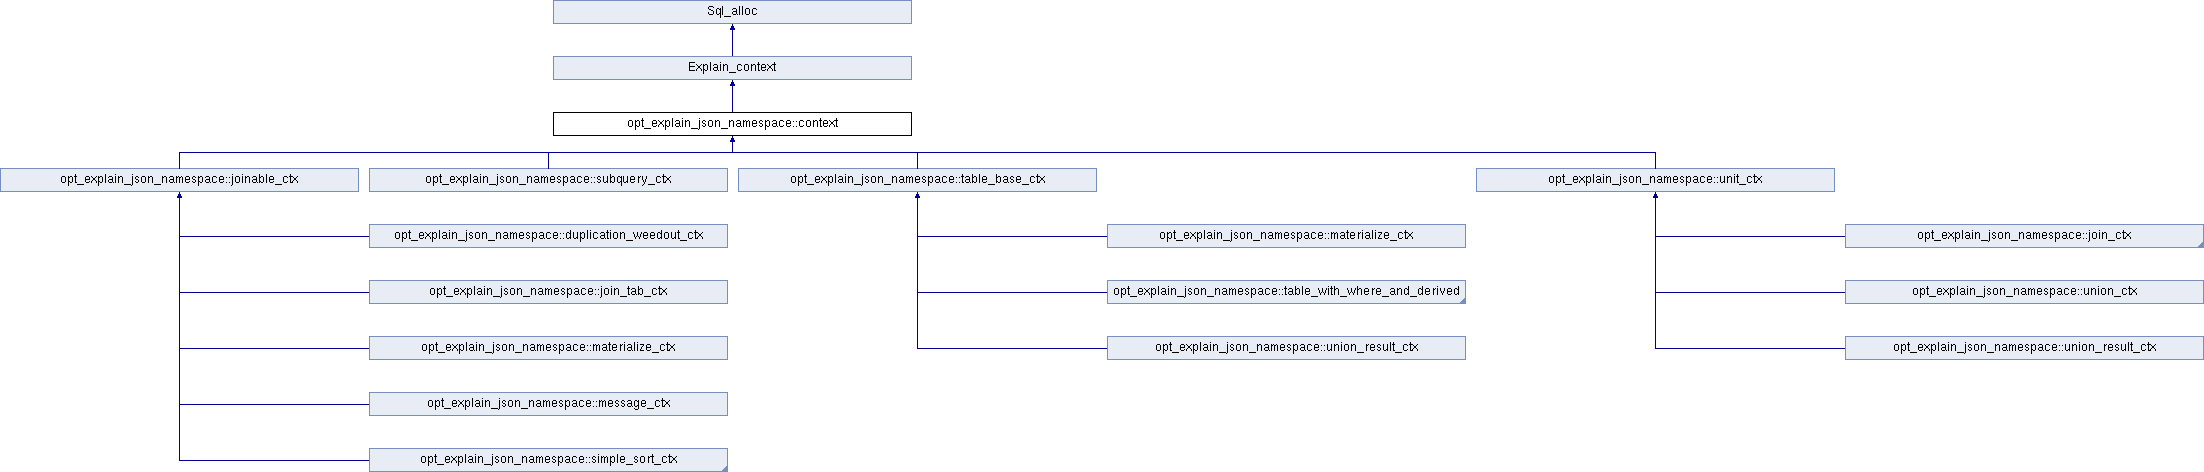 Sql_alloc
Explain_context
opt_explain_json_namespace::context
opt_explain_json_namespace::joinable_ctx
opt_explain_json_namespace::subquery_ctx
opt_explain_json_namespace::table_base_ctx
opt_explain_json_namespace::unit_ctx
opt_explain_json_namespace::duplication_weedout_ctx
opt_explain_json_namespace::materialize_ctx
opt_explain_json_namespace::join_ctx
opt_explain_json_namespace::join_tab_ctx
opt_explain_json_namespace::table_with_where_and_derived
opt_explain_json_namespace::union_ctx
opt_explain_json_namespace::materialize_ctx
opt_explain_json_namespace::union_result_ctx
opt_explain_json_namespace::union_result_ctx
opt_explain_json_namespace::message_ctx
opt_explain_json_namespace::simple_sort_ctx